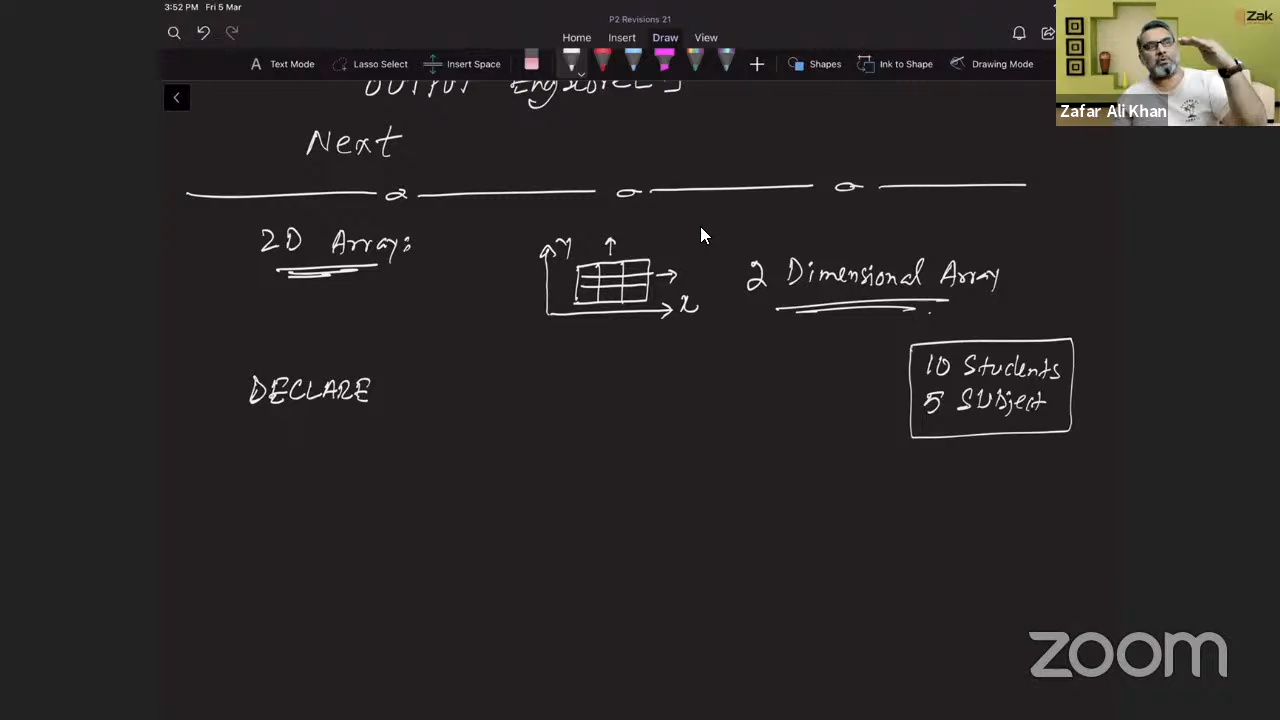 3:52 PM Fri 5 Mar
P2 Revisions 21
Zak
Home Insert Draw View
Text Mode Lasso Select Insert Space Shapes Ink to Shape Drawing Mode
Zafar Ali Khan
OUTPUT
Next
2D Array:
Y
X
2 Dimensional Array
10 Students
5 Subject
DECLARE
zoom